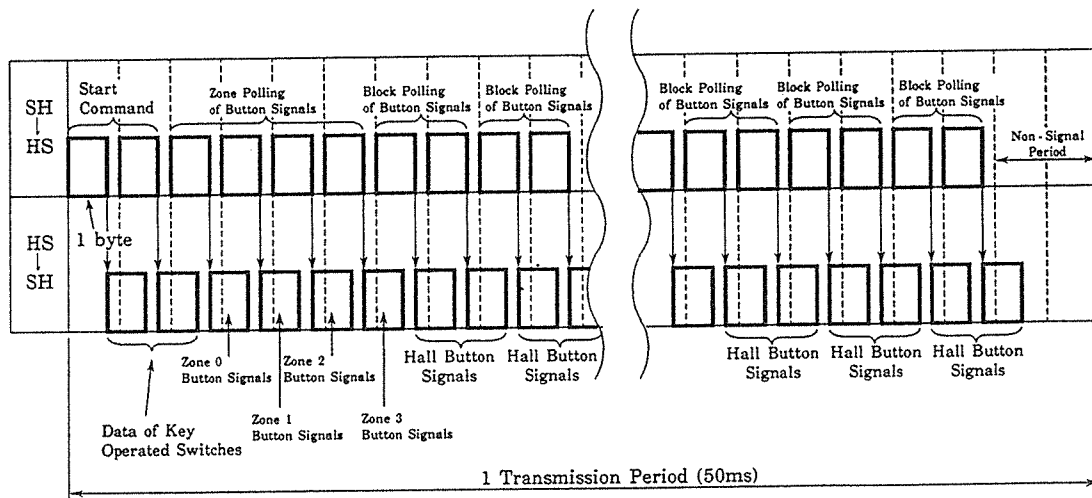 SH
↓
HS
Start
Command
Zone Polling
of Button Signals
Block Polling
of Button Signals
Block Polling
of Button Signals
Block Polling
of Button Signals
Block Polling
of Button Signals
Block Polling
of Button Signals
Non-Signal
Period
1 byte
HS
↓
SH
Zone 0
Button Signals
Zone 2
Button Signals
Hall Button
Signals
Hall Button
Signals
Hall Button
Signals
Hall Button
Signals
Hall Button
Signals
Zone 1
Button Signals
Zone 3
Button Signals
Data of Key
Operated Switches
1 Transmission Period (50ms)